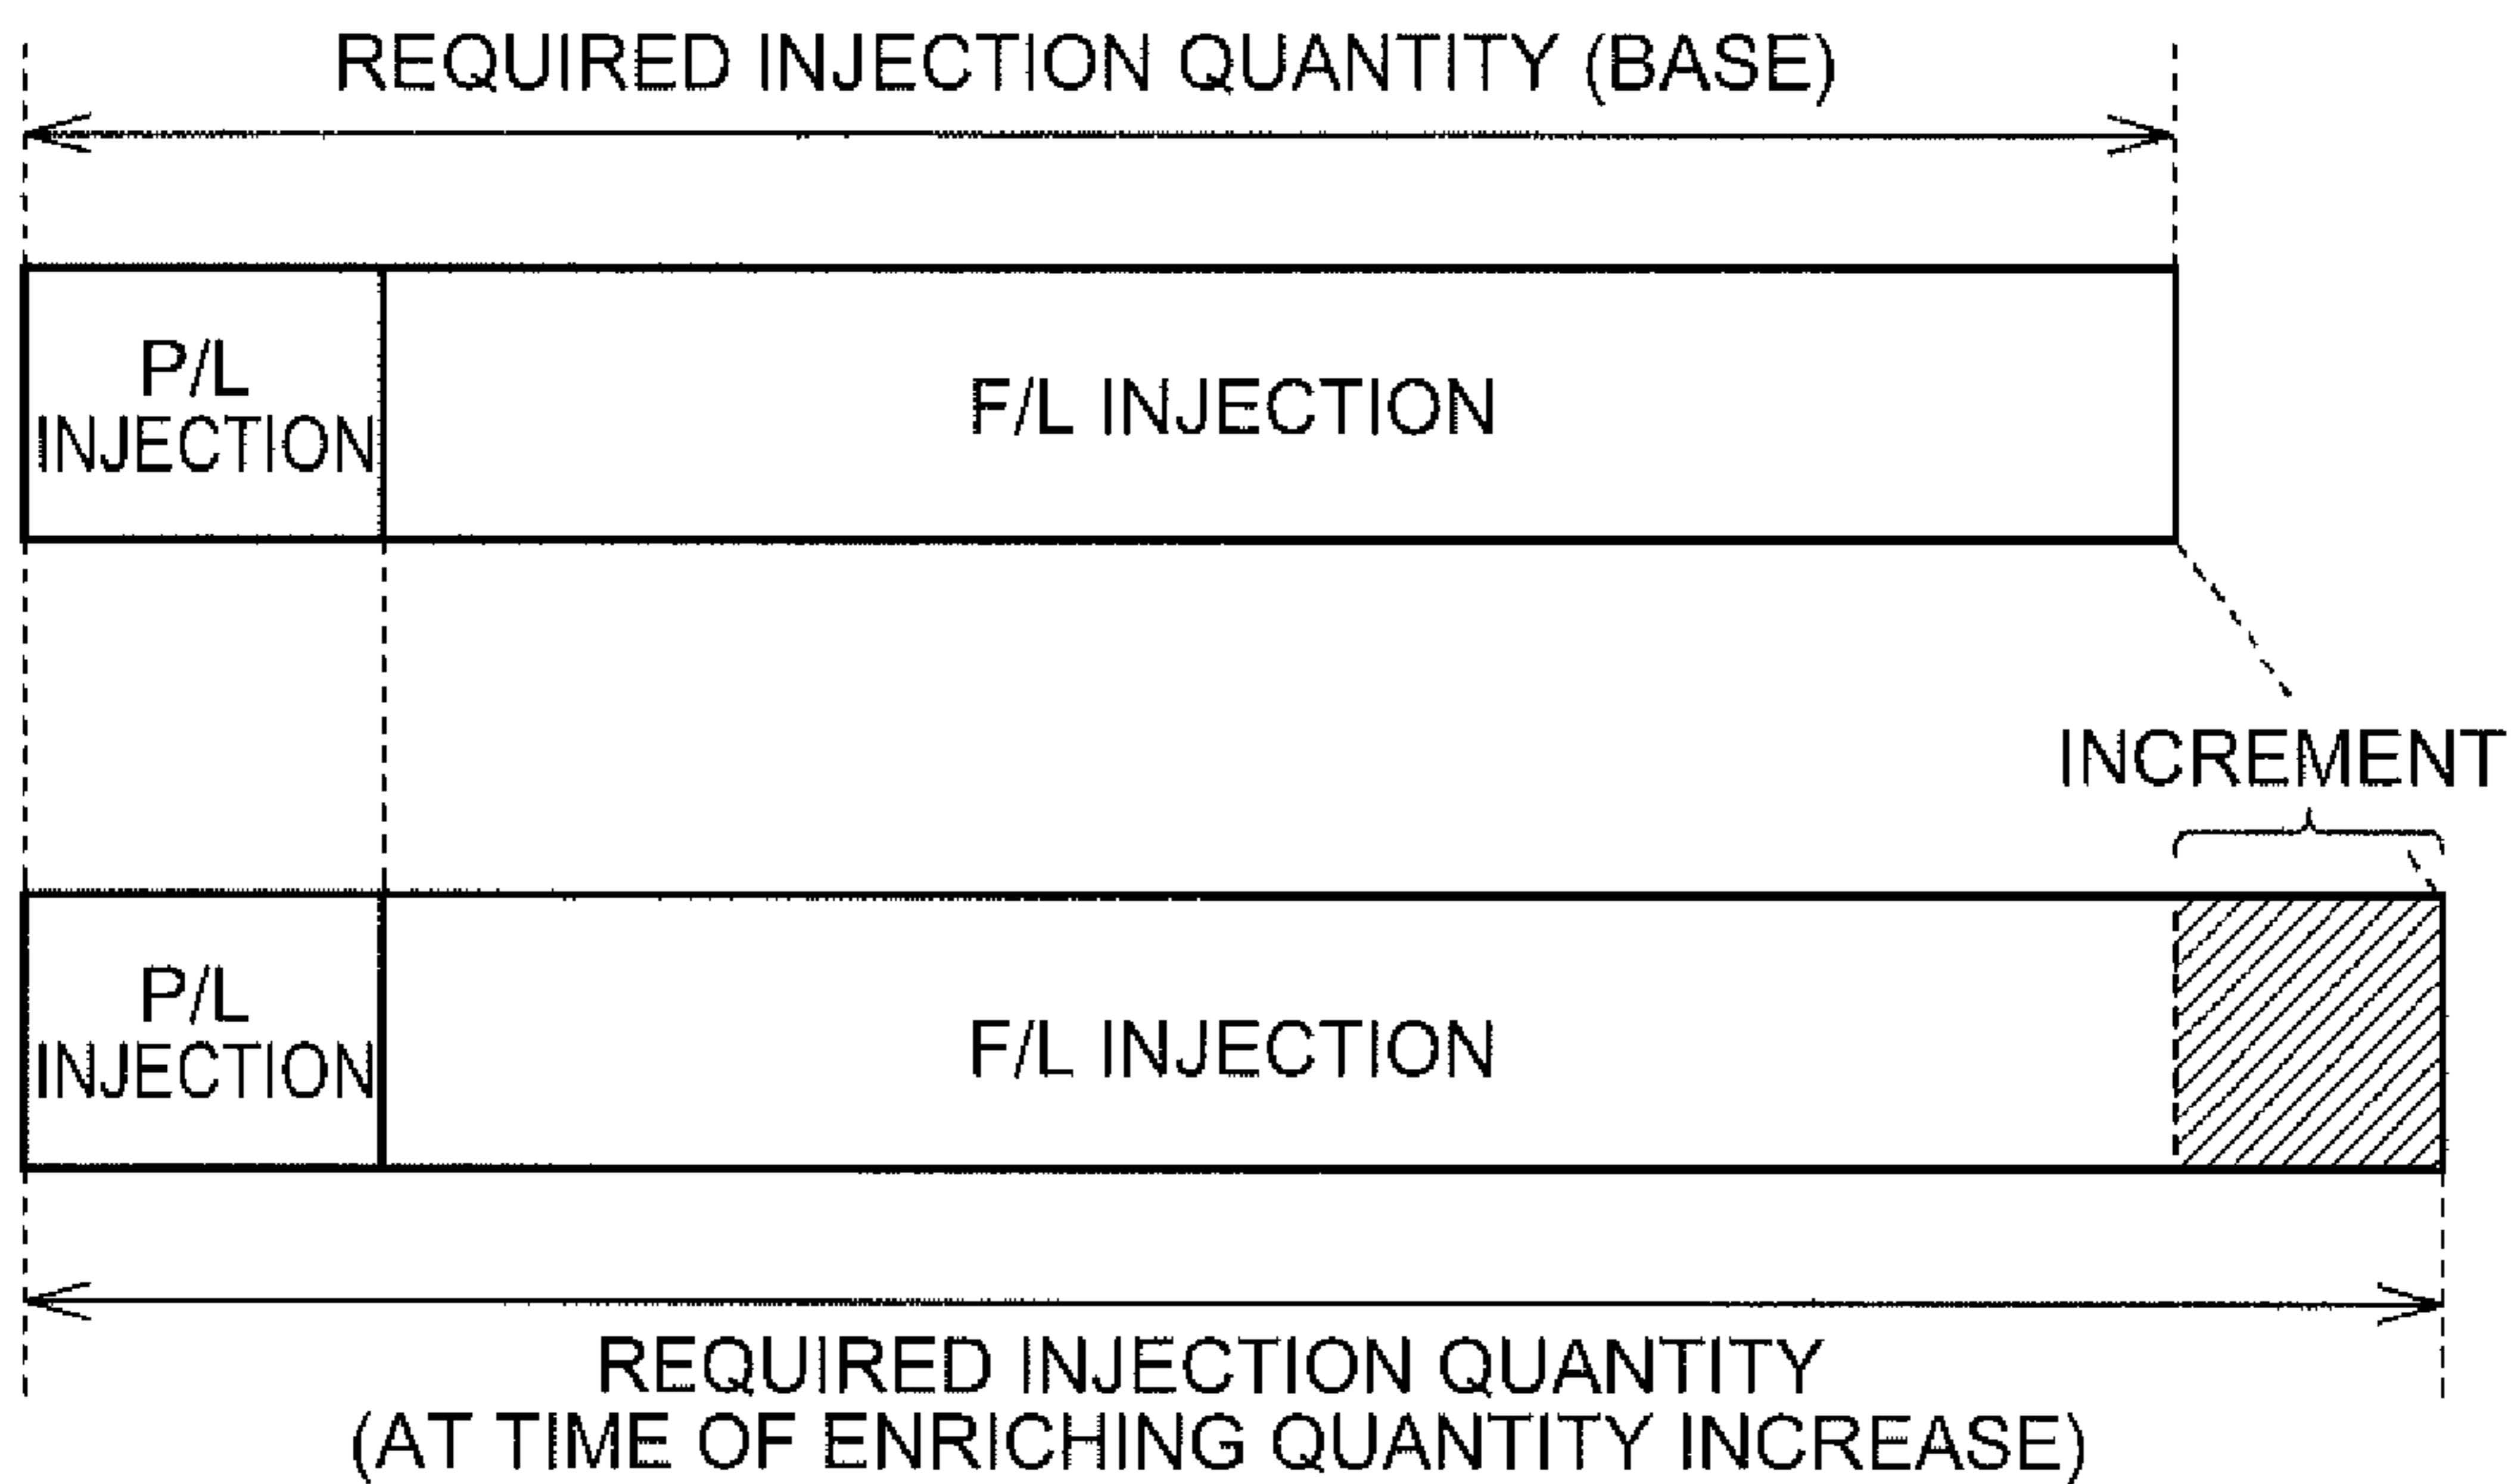 REQUIRED INJECTION QUANTITY (BASE)
P/L
INJECTION
F/L INJECTION
INCREMENT
P/L
INJECTION
F/L INJECTION
REQUIRED INJECTION QUANTITY
(AT TIME OF ENRICHING QUANTITY INCREASE)